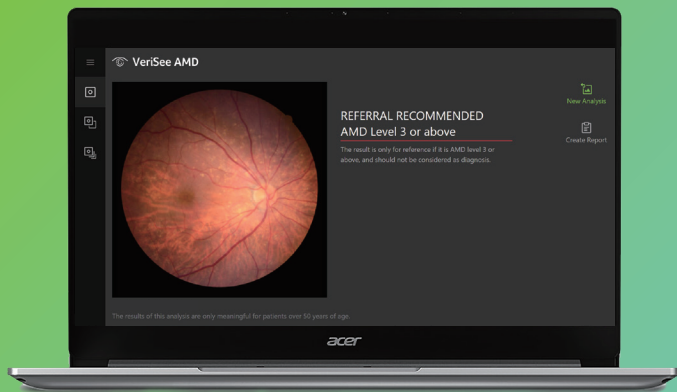 VeriSee AMD
New Analysis
REFERRAL RECOMMENDED
AMD Level 3 or above
Create Report
The result is only for reference if it is AMD level 3 or
above, and should not be considered as diagnosis.
The results of this analysis are only meaningful for patients over 50 years of age.
acer